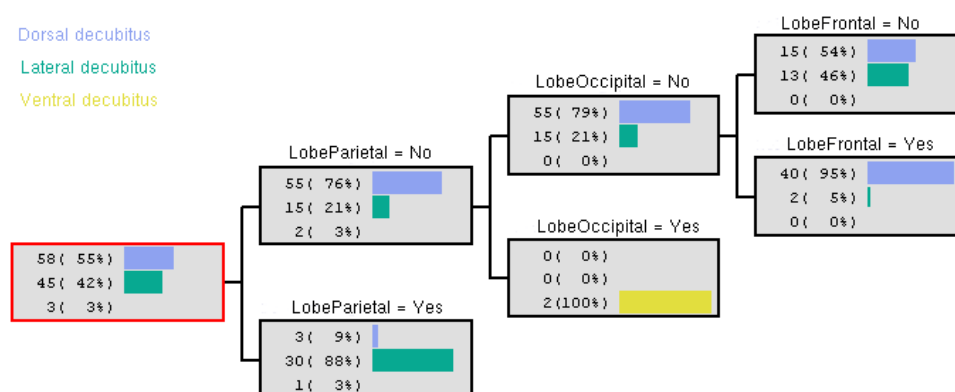 Dorsal decubitus
Lateral decubitus
Ventral decubitus
58( 55%)
45( 42%)
3( 3%)
LobeParietal = No
55( 76%)
15( 21%)
2( 3%)
LobeParietal = Yes
3( 9%)
30( 88%)
1( 3%)
LobeOccipital = No
55( 79%)
15( 21%)
0( 0%)
LobeOccipital = Yes
0( 0%)
0( 0%)
2(100%)
LobeFrontal = No
15( 54%)
13( 46%)
0( 0%)
LobeFrontal = Yes
40( 95%)
2( 5%)
0( 0%)